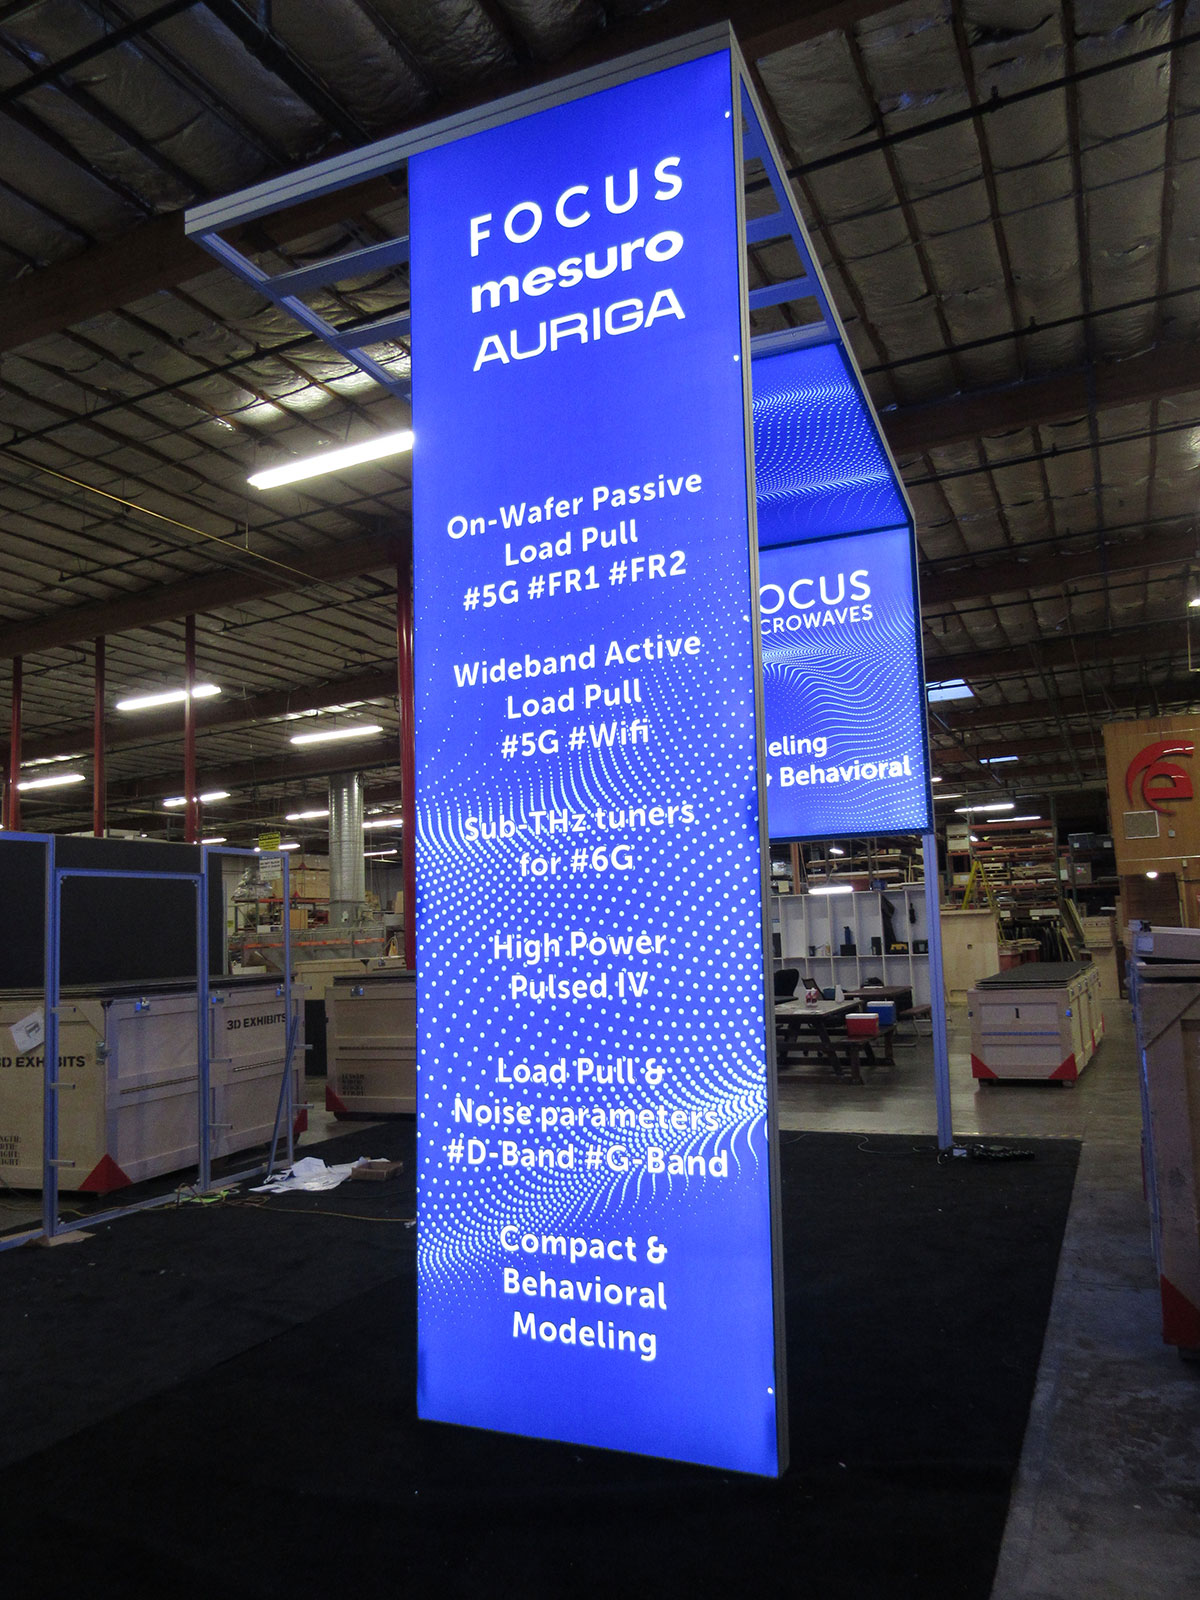 FOCUS
mesuro
AURIGA
On-Wafer Passive
Load Pull
#5G #FR1 #FR2
Wideband Active
Load Pull
#5G #Wifi
Sub-THz tuners
for #6G
High Power
Pulsed IV
Load Pull &
Noise parameters
#D-Band #G-Band
Compact &
Behavioral
Modeling
OCUS
CROWAVES
eling
& Behavioral
3D EXHIBITS
3D EXHIBITS
1
e